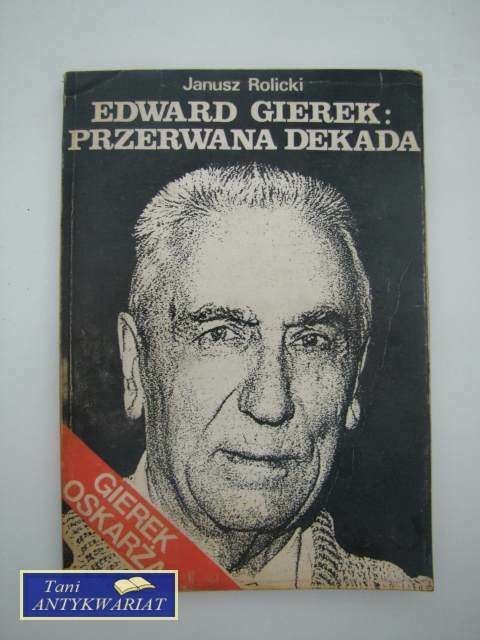 Janusz Rolicki
EDWARD GIEREK:
PRZERWANA DEKADA
GIEREK
OSKARŻA
Tani
ANTYKWARIAT